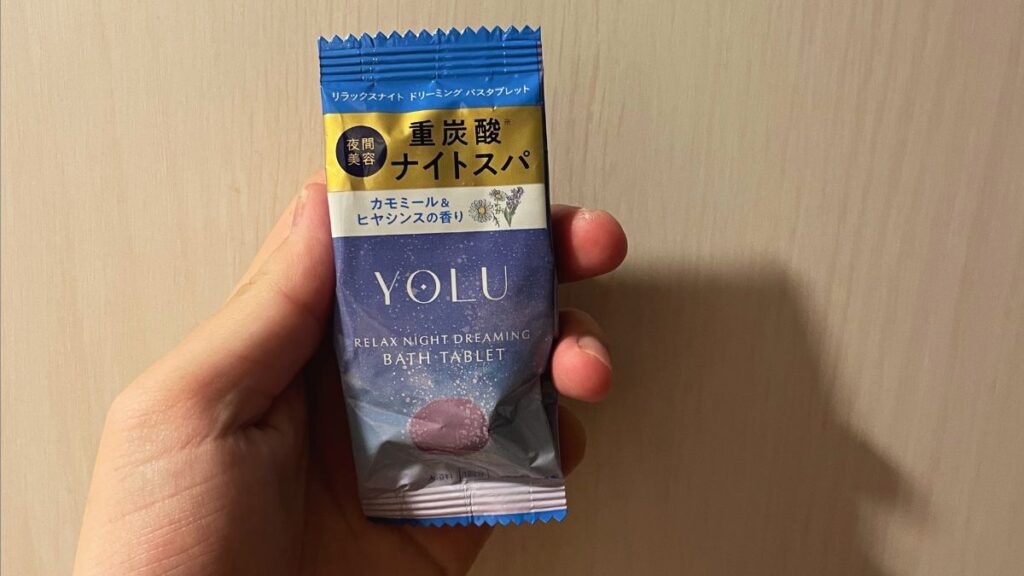 リラックスナイト ドリーミング バスタブレット
夜間
美容
重炭酸※
ナイトスパ
カモミール&
ヒヤシンスの香り
YOLU
RELAX NIGHT DREAMING
BATH TABLET